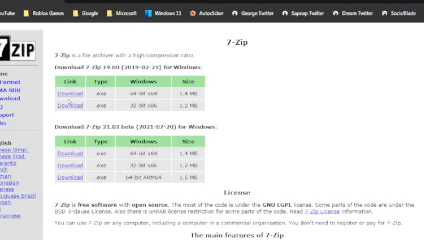 YouTube Roblox Games Google Microsoft Windows 11 AutoClicker George Twitter Sapnap Twitter Dream Twitter SocialBlade
7ZIP
7-Zip
7-Zip is a file archiver with a high compression ratio.
Download 7-Zip 19.00 (2019-02-21) for Windows:
Link Type Windows Size
Download .exe 64-bit x64 1.4 MB
Download .exe 32-bit x86 1.2 MB
Download 7-Zip 21.03 beta (2021-07-20) for Windows:
Link Type Windows Size
Download .exe 64-bit x64 1.5 MB
Download .exe 32-bit x86 1.2 MB
Download .exe 64-bit ARM64 1.5 MB
License
7-Zip is free software with open source. The most of the code is under the GNU LGPL license. Some parts of the code are under the
BSD 3-clause License. Also there is unRAR license restriction for some parts of the code. Read 7-Zip License information.
You can use 7-Zip on any computer, including a computer in a commercial organization. You don't need to register or pay for 7-Zip.
The main features of 7-Zip